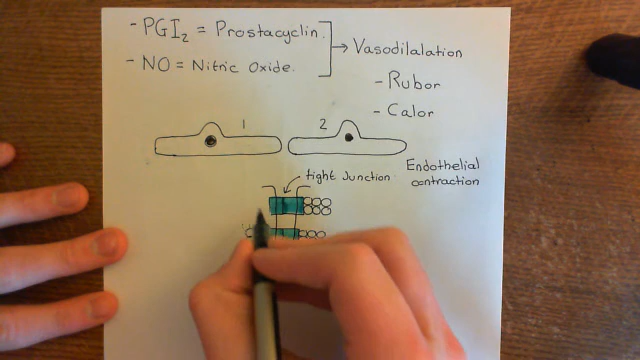 - PGI₂ = Prostacyclin.
- NO = Nitric Oxide.
→ Vasodilalation
- Rubor
- Calor
1
2
Endothelial
contraction
tight Junction.